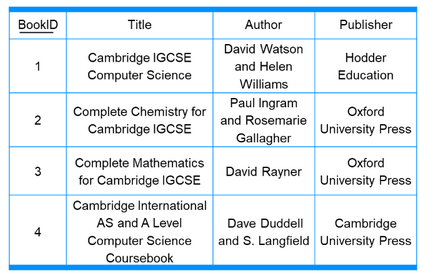 BookID Title Author Publisher
1
Cambridge IGCSE
Computer Science
David Watson
and Helen
Williams
Hodder
Education
2
Complete Chemistry for
Cambridge IGCSE
Paul Ingram
and Rosemarie
Gallagher
Oxford
University Press
3
Complete Mathematics
for Cambridge IGCSE
David Rayner
Oxford
University Press
4
Cambridge International
AS and A Level
Computer Science
Coursebook
Dave Duddell
and S. Langfield
Cambridge
University Press